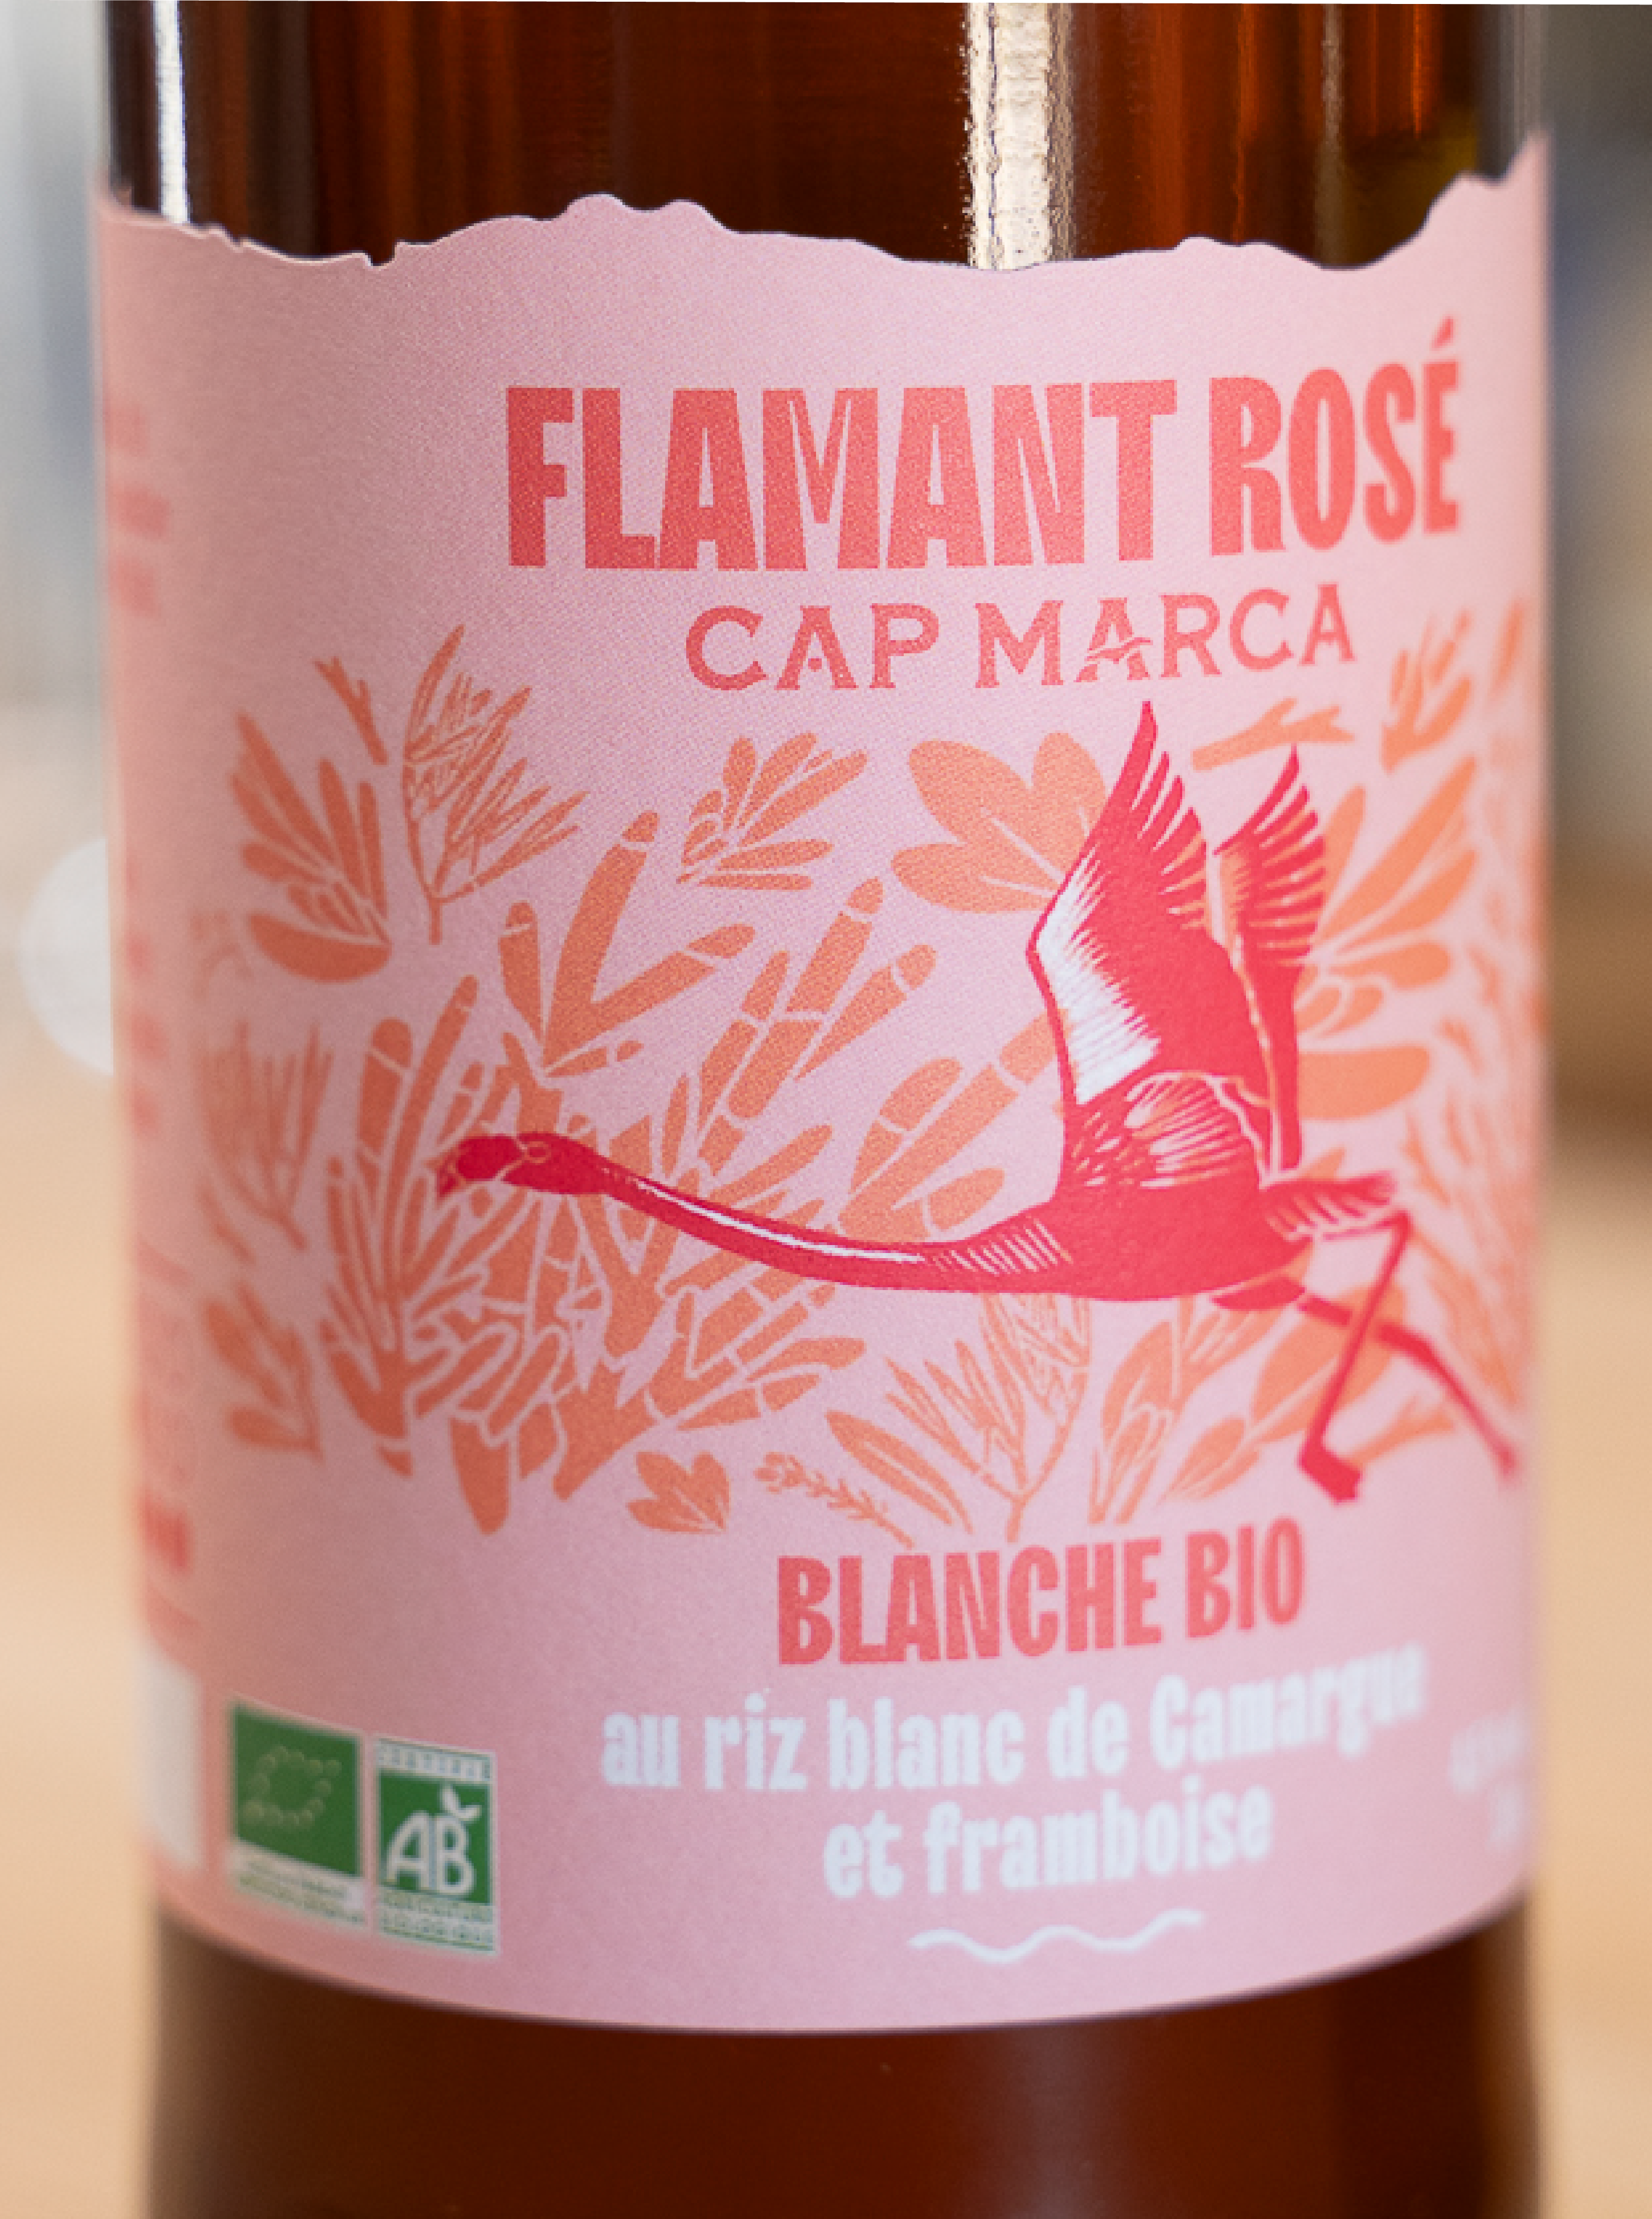 FLAMANT ROSÉ
CAP MARCA
BLANCHE BIO
au riz blanc de Camargue
et framboise
AB